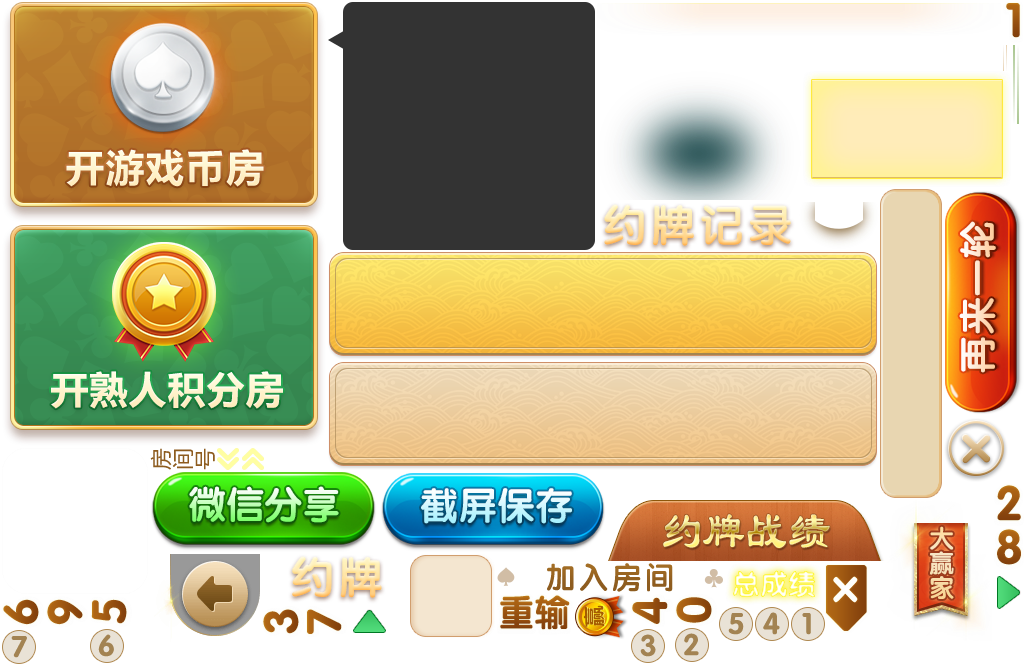 开游戏币房
约牌记录
1
再来一轮
开熟人积分房
房间号
微信分享
截屏保存
约牌战绩
2
8
大赢家
约牌
加入房间
总成绩
重输
赢
6
9
5
3
7
4
0
7
6
3
2
5
4
1